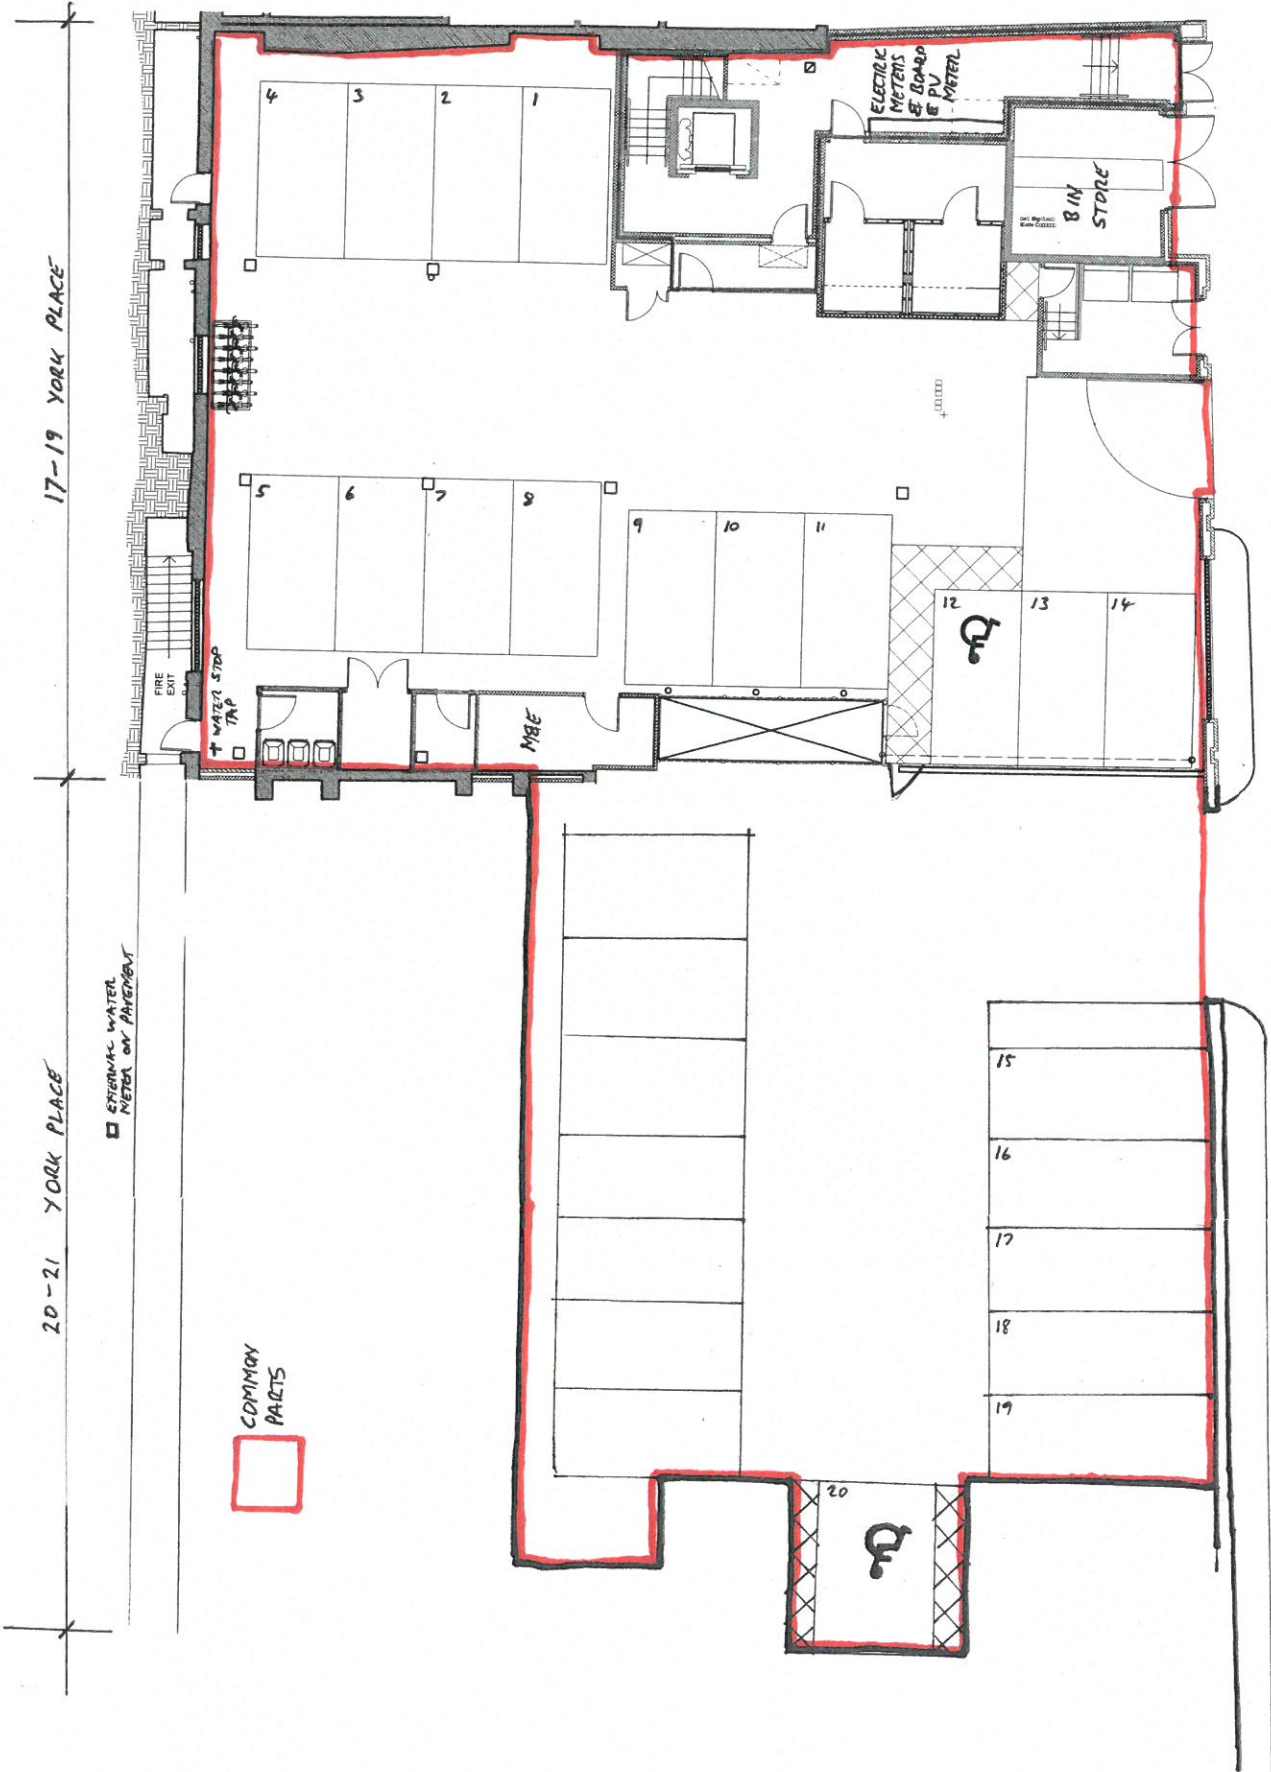 17-19 YORK PLACE
20-21 YORK PLACE
EXTERNAL WATER
METER ON PAVEMENT
COMMON
PARTS
FIRE
EXIT
WATER STOP
TAP
ELECTRIC
METERS
& BOARD
& PV
METER
BIN
STORE
M&E
4
3
2
1
5
6
7
8
9
10
11
12
13
14
15
16
17
18
19
20